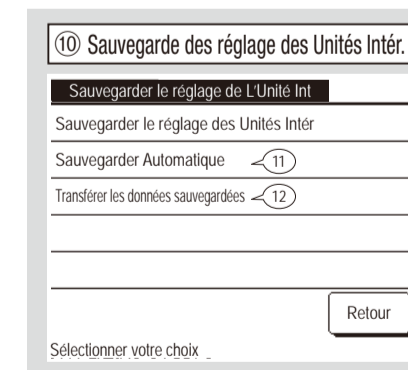 ⑩ Sauvegarde des réglage des Unités Intér.
Sauvegarder le réglage de L'Unité Int
Sauvegarder le réglage des Unités Intér
Sauvegarder Automatique 11
Transférer les données sauvegardées 12
Retour
Sélectionner votre choix